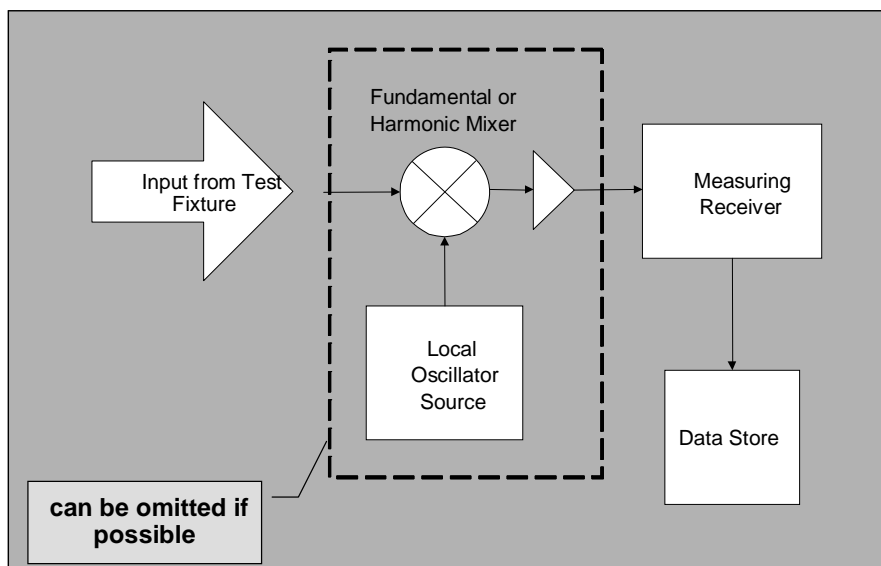 Fundamental or
Harmonic Mixer
Input from Test
Fixture
Measuring
Receiver
Local
Oscillator
Source
Data Store
can be omitted if
possible